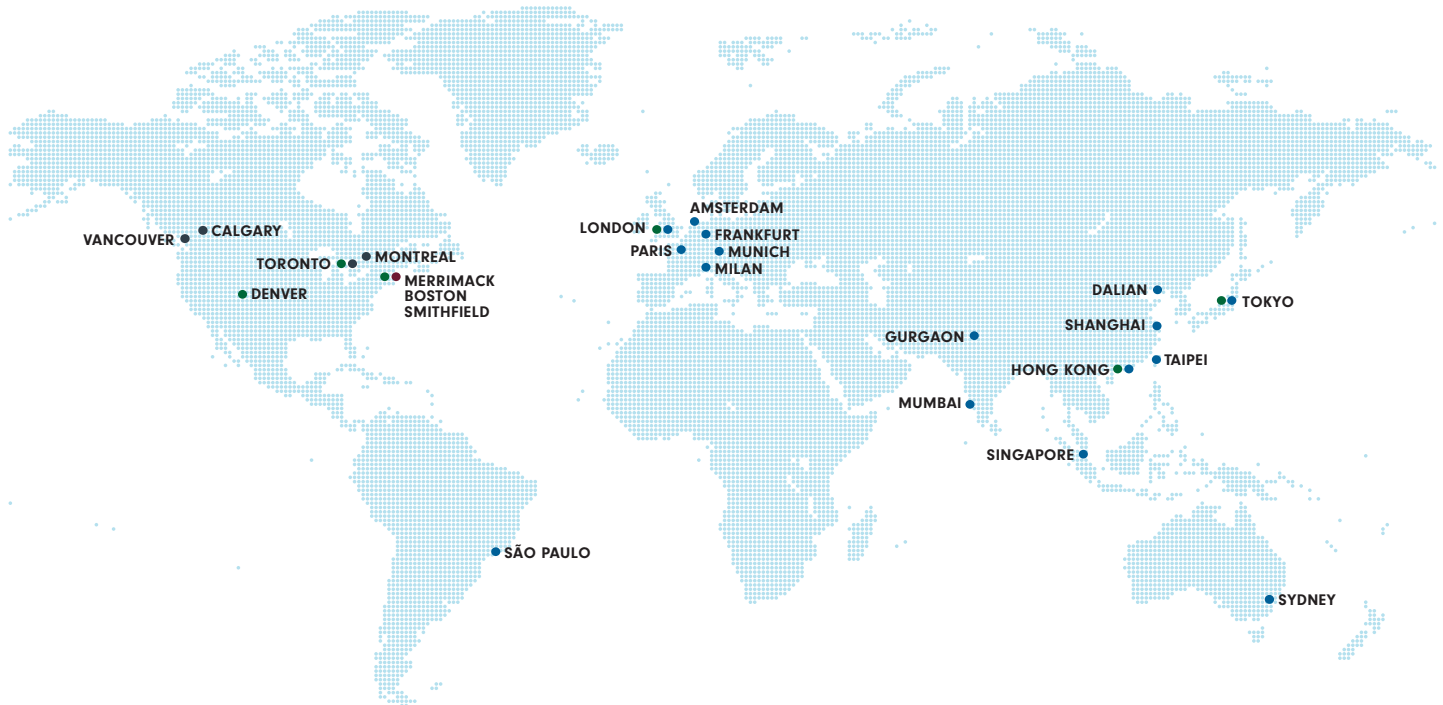 AMSTERDAM
LONDON
FRANKFURT
PARIS
MUNICH
MILAN
CALGARY
VANCOUVER
MONTREAL
TORONTO
MERRIMACK
BOSTON
SMITHFIELD
DENVER
DALIAN
TOKYO
SHANGHAI
GURGAON
TAIPEI
HONG KONG
MUMBAI
SINGAPORE
SÃO PAULO
SYDNEY